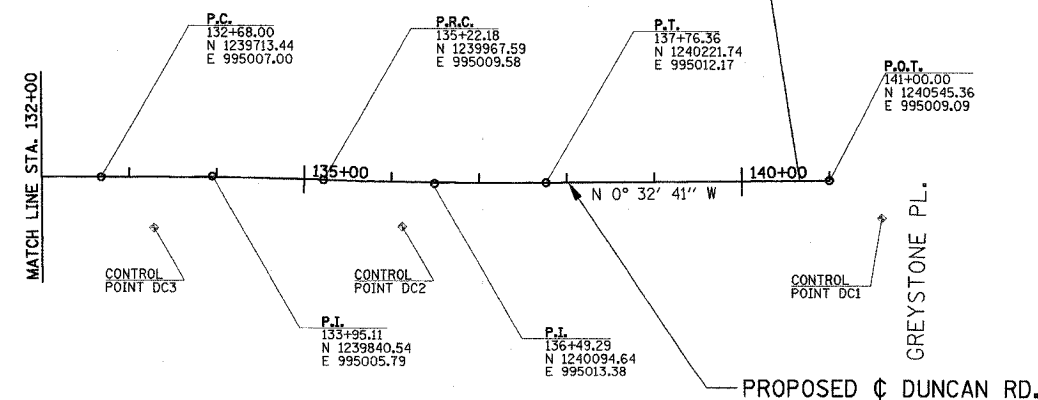 P.C.
132+68.00
N 1239713.44
E 995007.00
P.R.C.
135+22.18
N 1239967.59
E 995009.58
P.T.
137+76.36
N 1240221.74
E 995012.17
P.O.T.
141+00.00
N 1240545.36
E 995009.09
MATCH LINE STA. 132+00
135+00
140+00
N 0° 32' 41" W
CONTROL
POINT DC3
CONTROL
POINT DC2
CONTROL
POINT DC1
GREYSTONE PL.
P.I.
133+95.11
N 1239840.54
E 995005.79
P.I.
136+49.29
N 1240094.64
E 995013.38
PROPOSED ₵ DUNCAN RD.